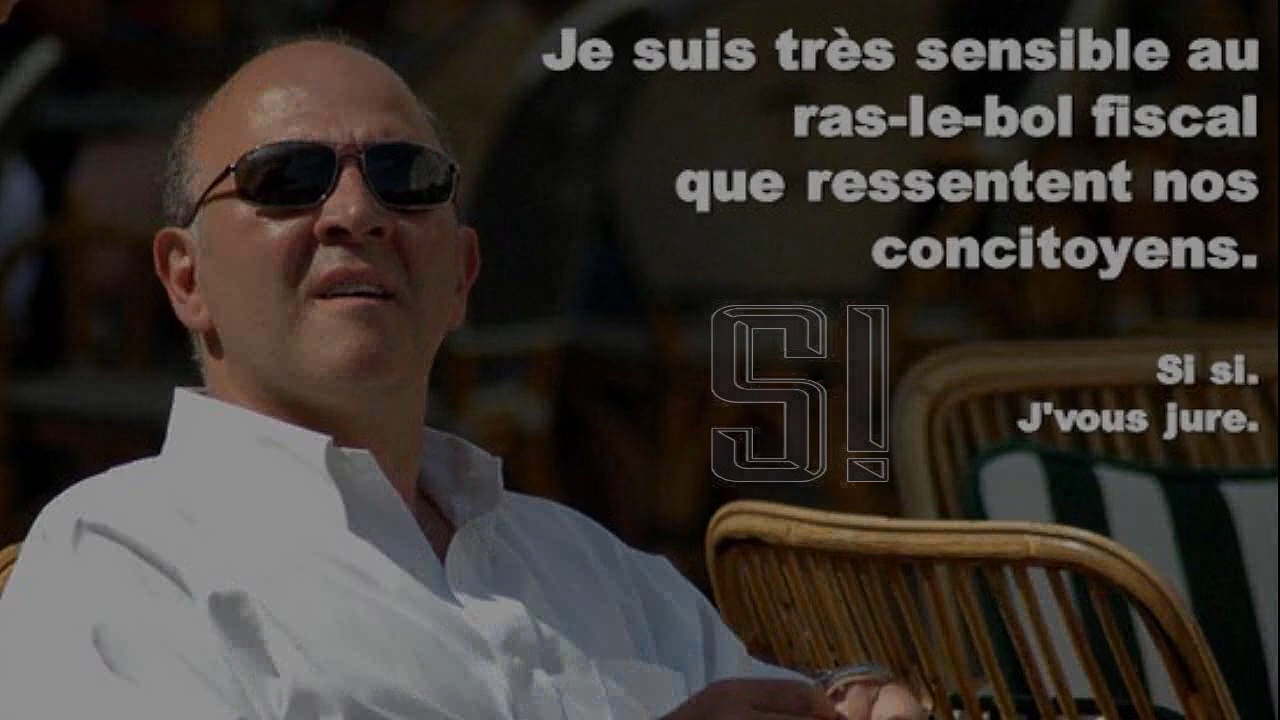 Je suis très sensible au
ras-le-bol fiscal
que ressentent nos
concitoyens.
S!
Si si.
J'vous jure.